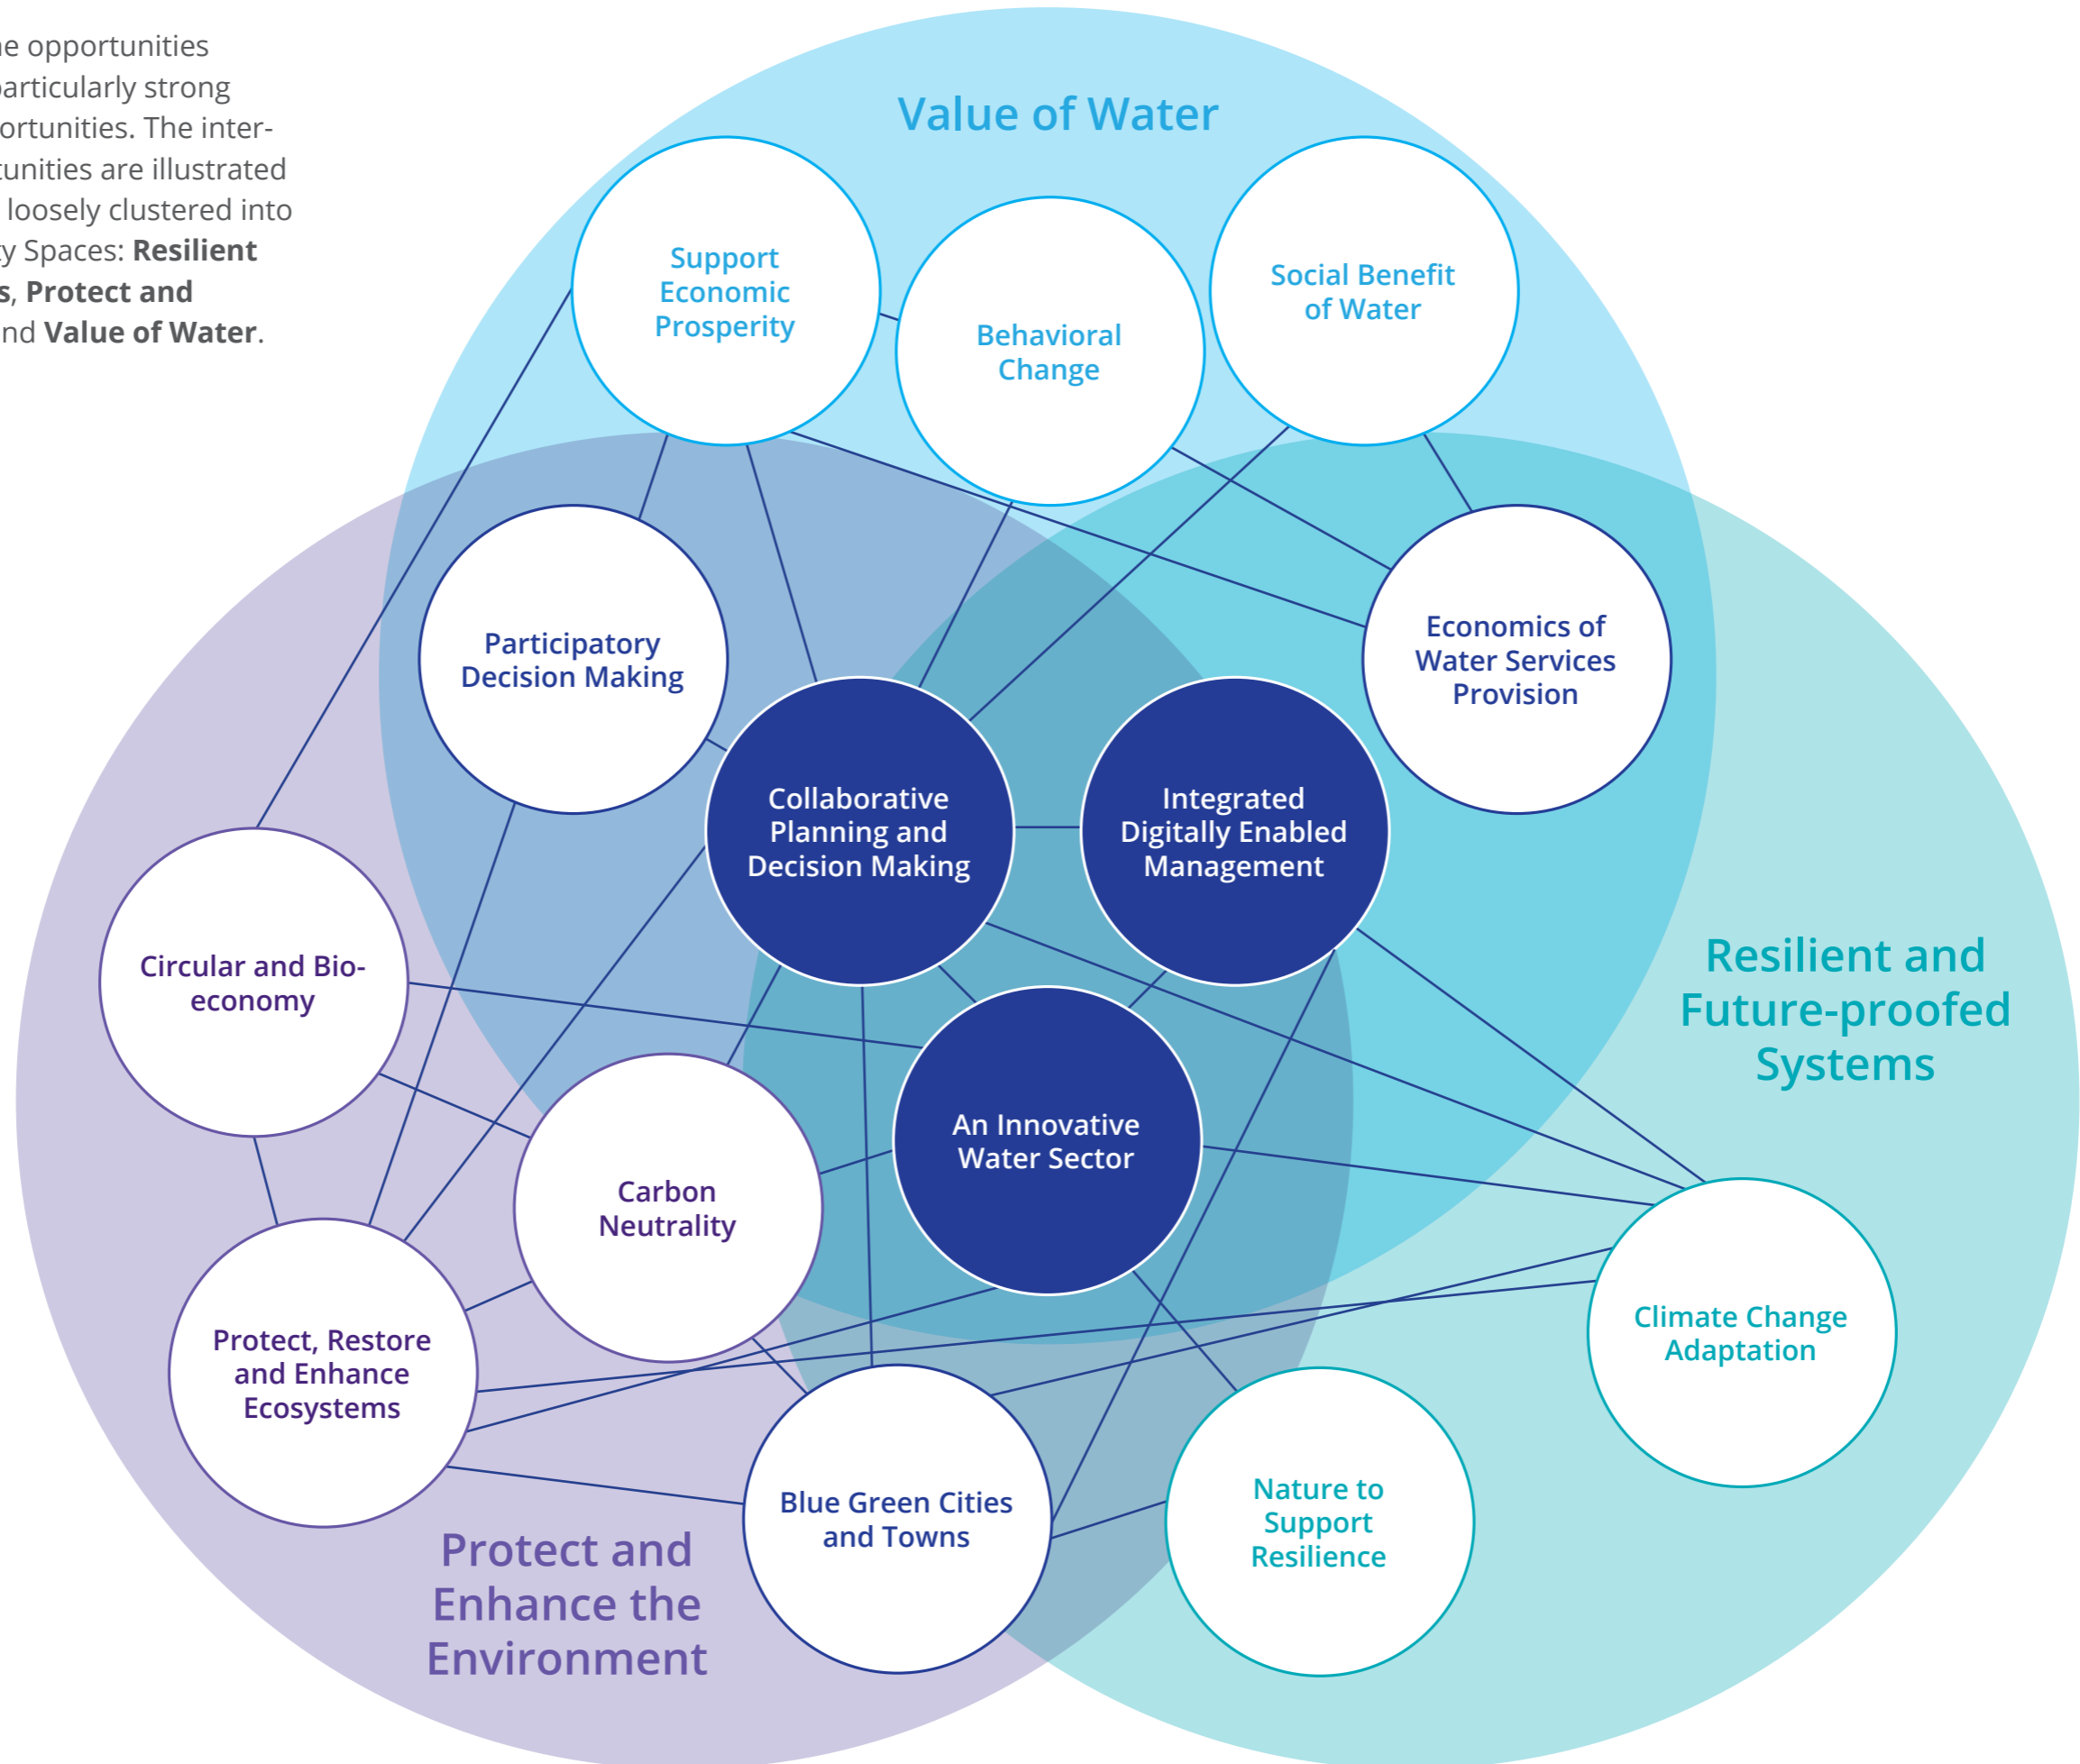 opportunities
particularly strong
The inter-
are illustrated
loosely clustered into
Spaces: Resilient
Protect and
Value of Water.
Value of Water
Support
Economic
Prosperity
Behavioral
Change
Social Benefit
of Water
Participatory
Decision Making
Economics of
Water Services
Provision
Collaborative
Planning and
Decision Making
Integrated
Digitally Enabled
Management
Circular and Bio-
economy
Resilient and
Future-proofed
Systems
An Innovative
Water Sector
Carbon
Neutrality
Protect, Restore
and Enhance
Ecosystems
Climate Change
Adaptation
Blue Green Cities
and Towns
Nature to
Support
Resilience
Protect and
Enhance the
Environment